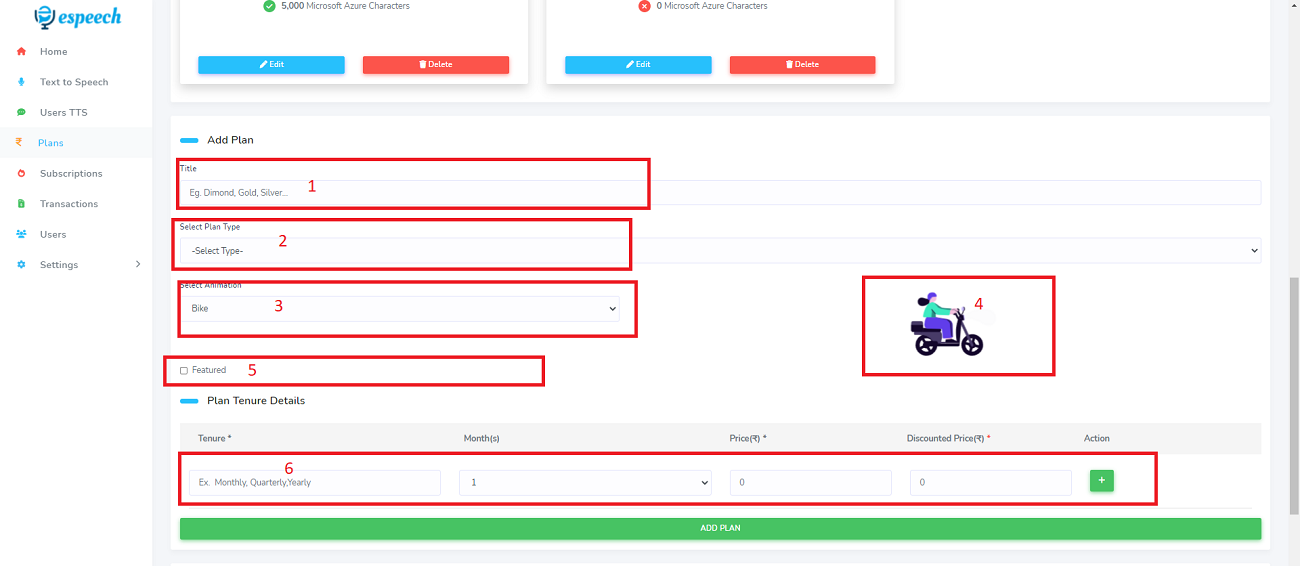 espeech
5,000 Microsoft Azure Characters
0 Microsoft Azure Characters
Edit
Delete
Edit
Delete
Home
Text to Speech
Users TTS
Plans
Subscriptions
Transactions
Users
Settings
Add Plan
Title
Eg. Dimond, Gold, Silver...
1
Select Plan Type
-Select Type-
2
Select Animation
Bike
3
4
Featured
5
Plan Tenure Details
Tenure * Month(s) Price(₹) * Discounted Price(₹) * Action
6
Ex. Monthly, Quarterly,Yearly 1 0 0 +
ADD PLAN